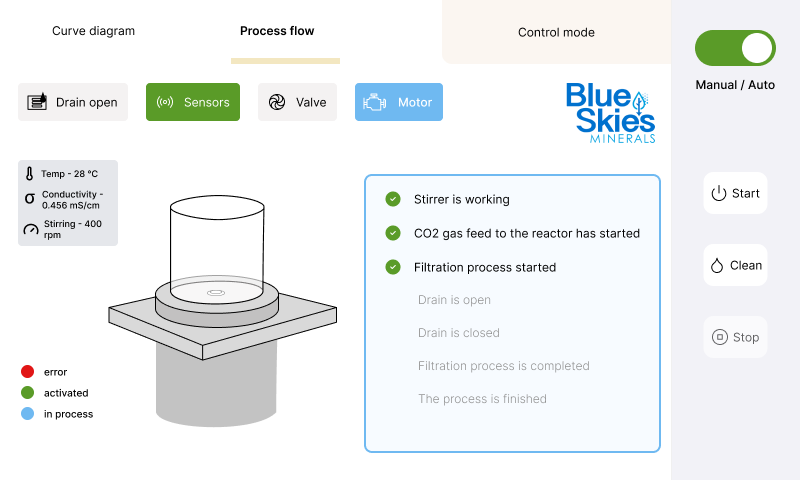 Curve diagram
Process flow
Control mode
Manual / Auto
Drain open
Sensors
Valve
Motor
Blue
Skies
MINERALS
Temp - 28 °C
σ
Conductivity -
0.456 mS/cm
Stirring - 400
rpm
Stirrer is working
CO2 gas feed to the reactor has started
Filtration process started
Drain is open
Drain is closed
Filtration process is completed
The process is finished
Start
Clean
Stop
error
activated
in process